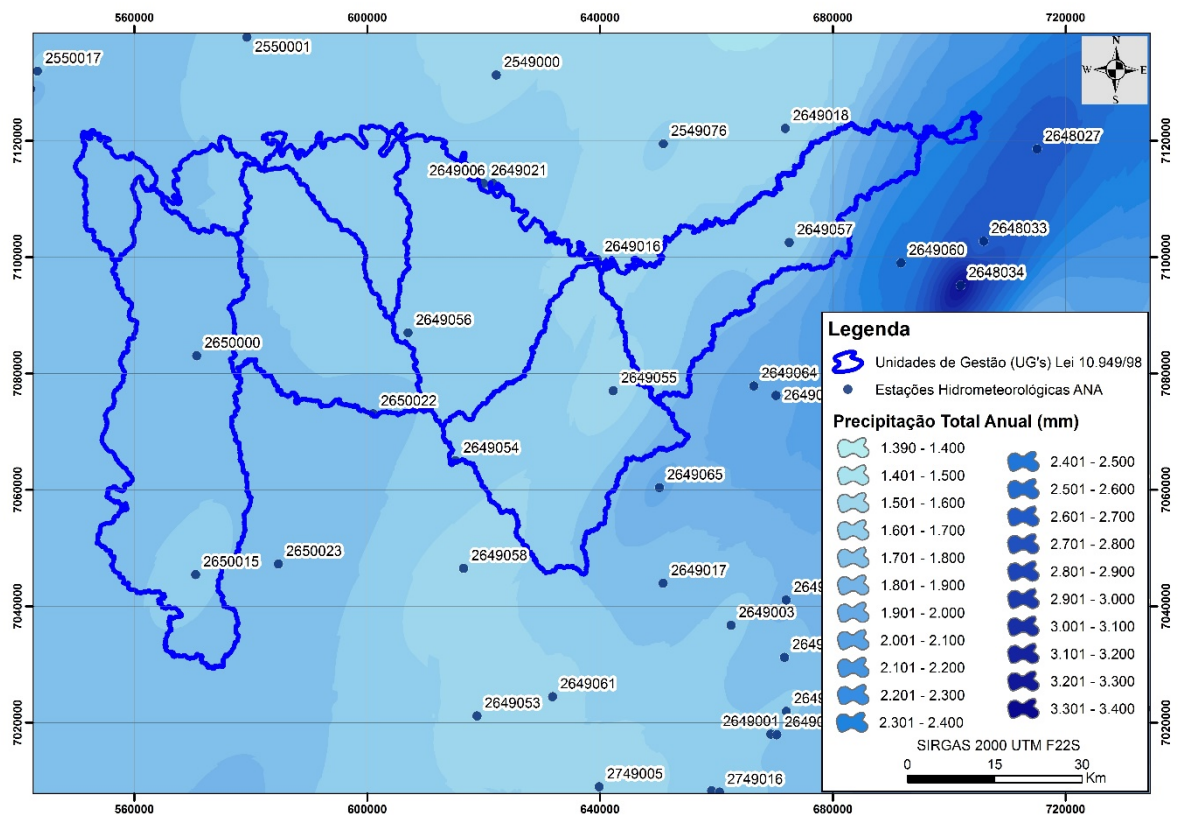 560000 600000 640000 680000 720000
2550001
2550017
2549000
N
W E
S
2649018
2549076
2648027
7120000 7120000
2649006 2649021
2649057
2648033
2649016
7100000 7100000
2649060
2648034
2649056
2650000
2649064
2649055
7080000 7080000
2650022
2649054
2649065
7060000 7060000
2650023
2649058
2650015
2649017
2649003
7040000 7040000
2649061
2649053
2649001
7020000 7020000
2749005 2749016
Legenda
Unidades de Gestão (UG's) Lei 10.949/98
Estações Hidrometeorológicas ANA
Precipitação Total Anual (mm)
1.390 - 1.400
1.401 - 1.500
1.501 - 1.600
1.601 - 1.700
1.701 - 1.800
1.801 - 1.900
1.901 - 2.000
2.001 - 2.100
2.101 - 2.200
2.201 - 2.300
2.301 - 2.400
2.401 - 2.500
2.501 - 2.600
2.601 - 2.700
2.701 - 2.800
2.801 - 2.900
2.901 - 3.000
3.001 - 3.100
3.101 - 3.200
3.201 - 3.300
3.301 - 3.400
SIRGAS 2000 UTM F22S
0 15 30
Km
560000 600000 640000 680000 720000